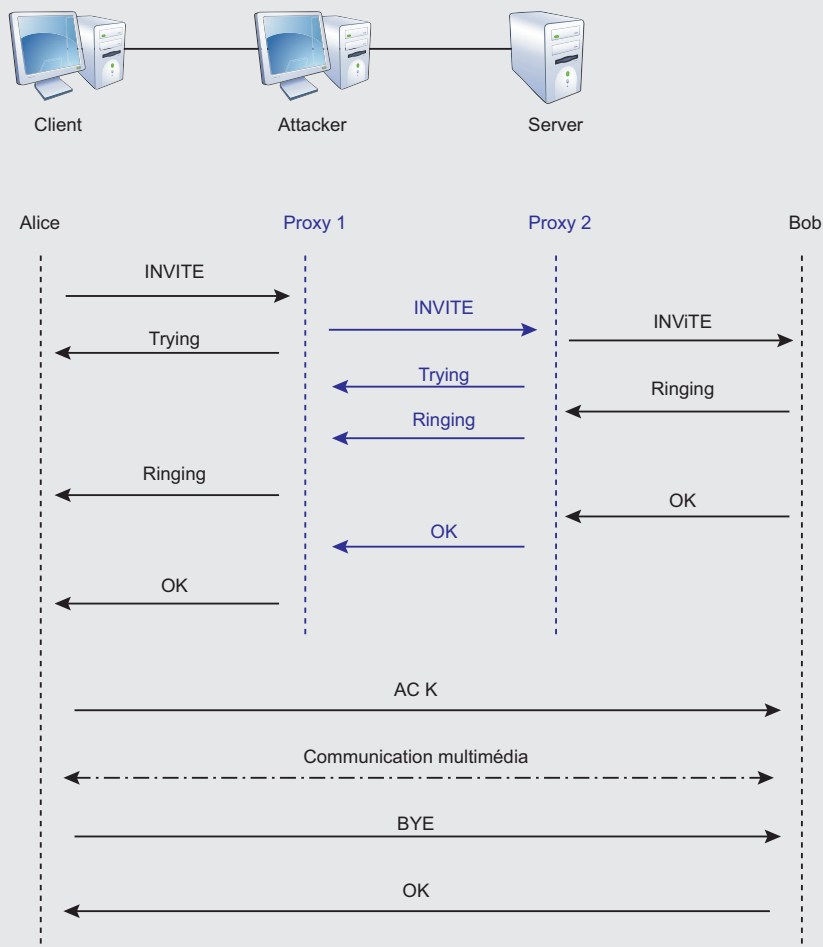 Client
Attacker
Server
Alice
Proxy 1
Proxy 2
Bob
INVITE
INVITE
INViTE
Trying
Trying
Ringing
Ringing
Ringing
OK
OK
OK
AC K
Communication multimédia
BYE
OK